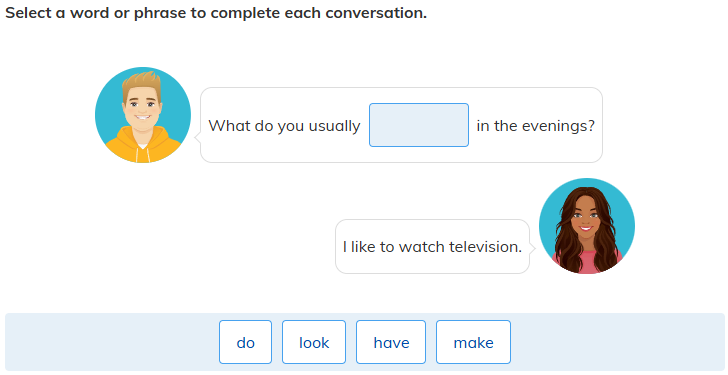 Select a word or phrase to complete each conversation.
What do you usually in the evenings?
I like to watch television.
do look have make